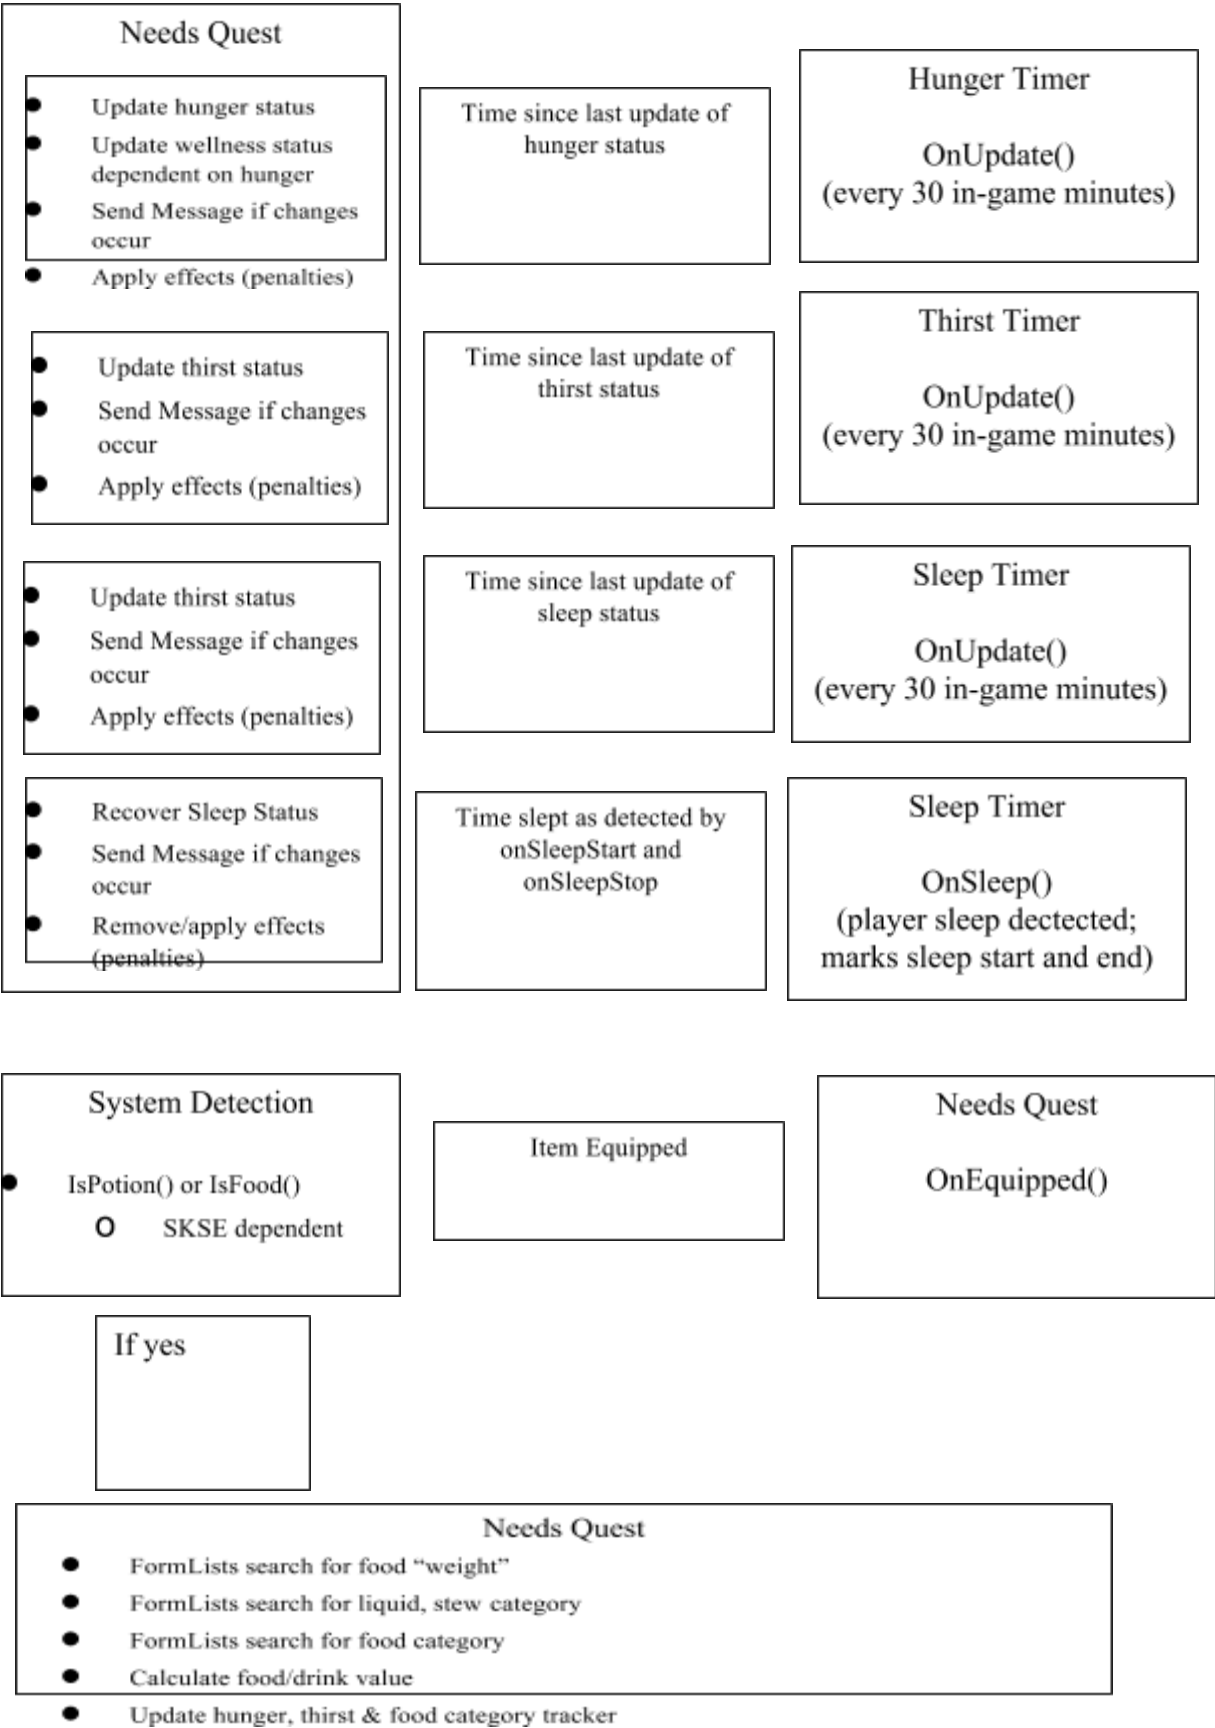 Needs Quest
Update hunger status
Update wellness status
dependent on hunger
Send Message if changes
occur
Apply effects (penalties)
Time since last update of
hunger status
Hunger Timer
OnUpdate()
(every 30 in-game minutes)
Update thirst status
Send Message if changes
occur
Apply effects (penalties)
Time since last update of
thirst status
Thirst Timer
OnUpdate()
(every 30 in-game minutes)
Update thirst status
Send Message if changes
occur
Apply effects (penalties)
Time since last update of
sleep status
Sleep Timer
OnUpdate()
(every 30 in-game minutes)
Recover Sleep Status
Send Message if changes
occur
Remove/apply effects
(penalties)
Time slept as detected by
onSleepStart and
onSleepStop
Sleep Timer
OnSleep()
(player sleep dectected;
marks sleep start and end)
System Detection
IsPotion() or IsFood()
SKSE dependent
Item Equipped
Needs Quest
OnEquipped()
If yes
Needs Quest
FormLists search for food “weight”
FormLists search for liquid, stew category
FormLists search for food category
Calculate food/drink value
Update hunger, thirst & food category tracker